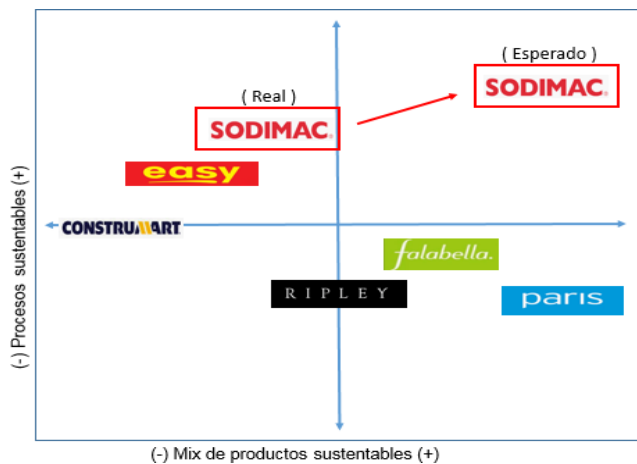 ( Esperado )
SODIMAC®
( Real )
SODIMAC®
easy
CONSTRUMART
falabella.
RIPLEY
paris
(-) Procesos sustentables (+)
(-) Mix de productos sustentables (+)